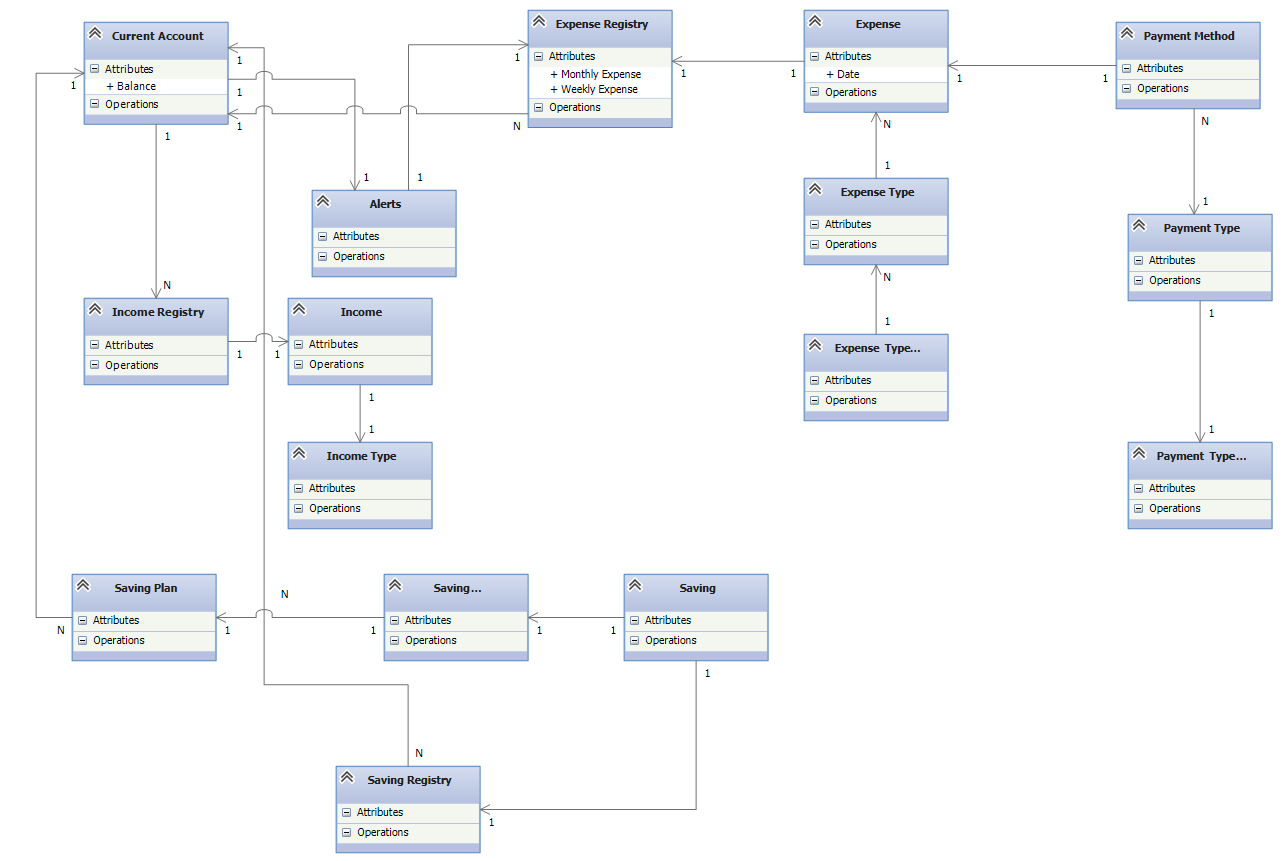 Current Account
Attributes
+ Balance
Operations
Expense Registry
Attributes
+ Monthly Expense
+ Weekly Expense
Operations
Expense
Attributes
+ Date
Operations
Payment Method
Attributes
Operations
1
1
1
1
1
1
1
1
1
N
1
N
N
1
1
1
1
Alerts
Attributes
Operations
Expense Type
Attributes
Operations
Payment Type
Attributes
Operations
N
N
1
1
Income Registry
Attributes
Operations
1
1
Income
Attributes
Operations
Expense Type...
Attributes
Operations
1
1
1
Income Type
Attributes
Operations
Payment Type...
Attributes
Operations
Saving Plan
Attributes
Operations
N
N
1
1
Saving...
Attributes
Operations
1
1
Saving
Attributes
Operations
1
N
Saving Registry
Attributes
Operations
1